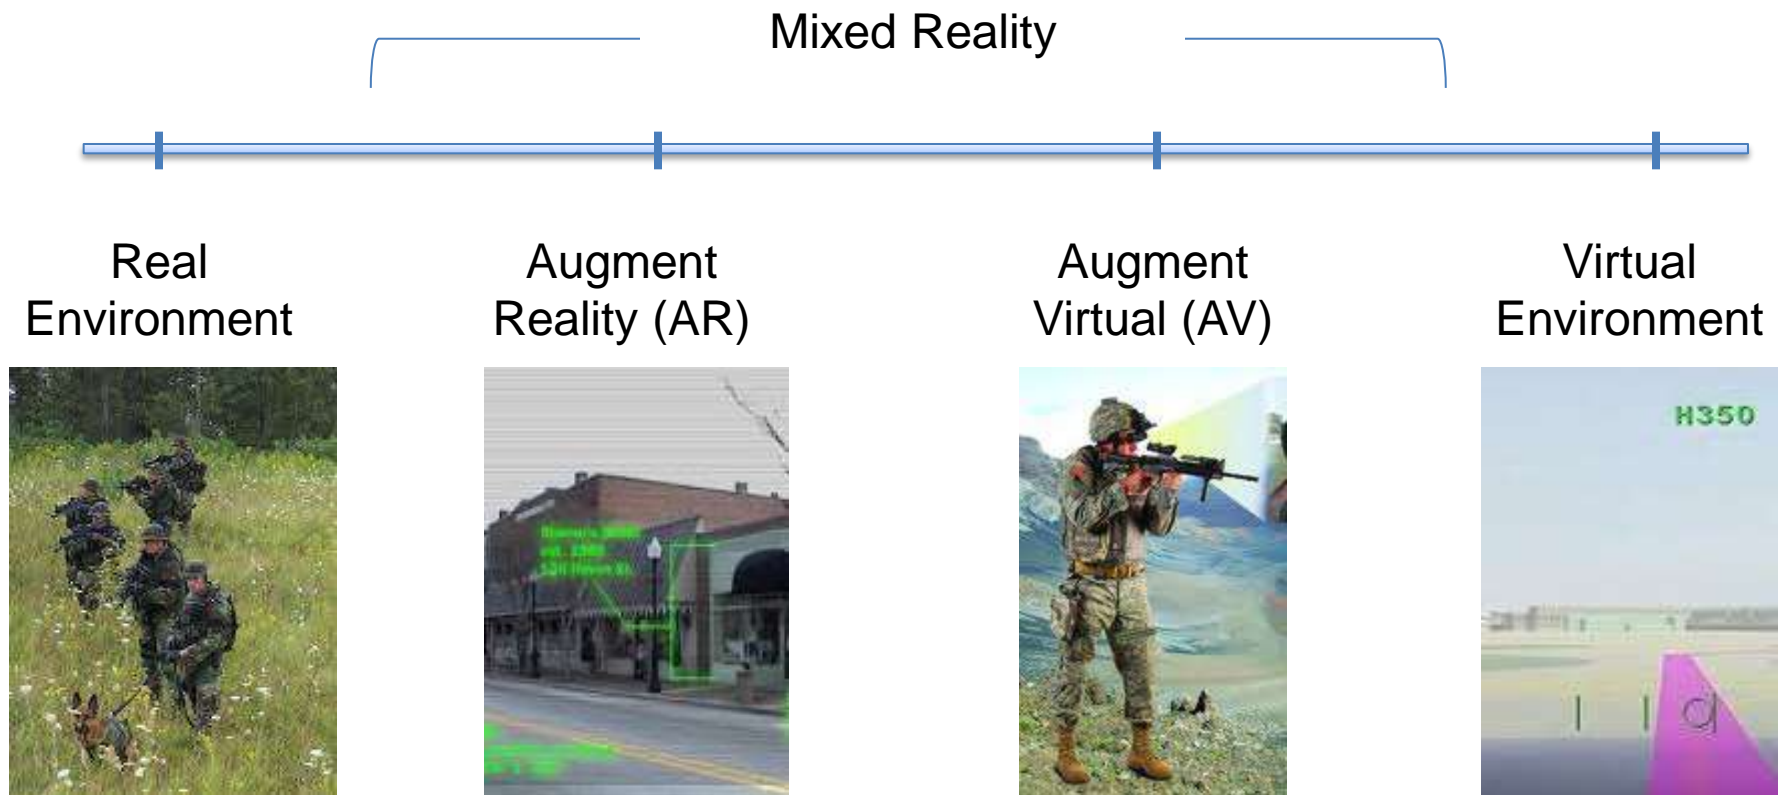 Mixed Reality
Real
Environment
Augment
Reality (AR)
Augment
Virtual (AV)
Virtual
Environment
H350